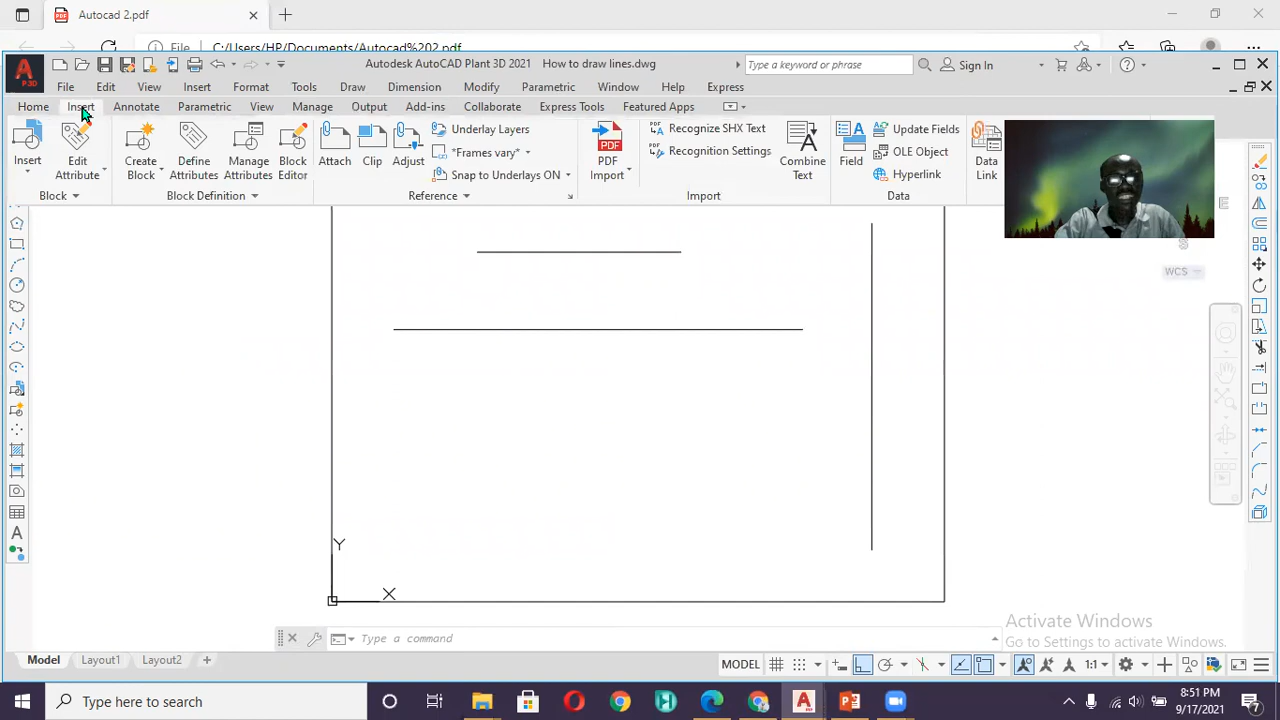 Autocad 2.pdf
File C:/Users/HP/Documents/Autocad%202.pdf
A P3D Autodesk AutoCAD Plant 3D 2021 How to draw lines.dwg Type a keyword or phrase Sign In
File Edit View Insert Format Tools Draw Dimension Modify Parametric Window Help Express
Home Insert Annotate Parametric View Insert Manage Output Add-ins Collaborate Express Tools Featured Apps
Insert Edit Attribute Create Block Define Attributes Manage Attributes Block Editor Attach Clip Adjust
Underlay Layers
*Frames vary*
Snap to Underlays ON
PDF Import
Recognize SHX Text
Recognition Settings
Combine Text
Field
Update Fields
OLE Object
Hyperlink
Data Link
Block Block Definition Reference Import Data
E
S
WCS
Y
X
A
Type a command
Activate Windows
Go to Settings to activate Windows.
Model Layout1 Layout2 + MODEL 1:1
Type here to search
8:51 PM
9/17/2021
7